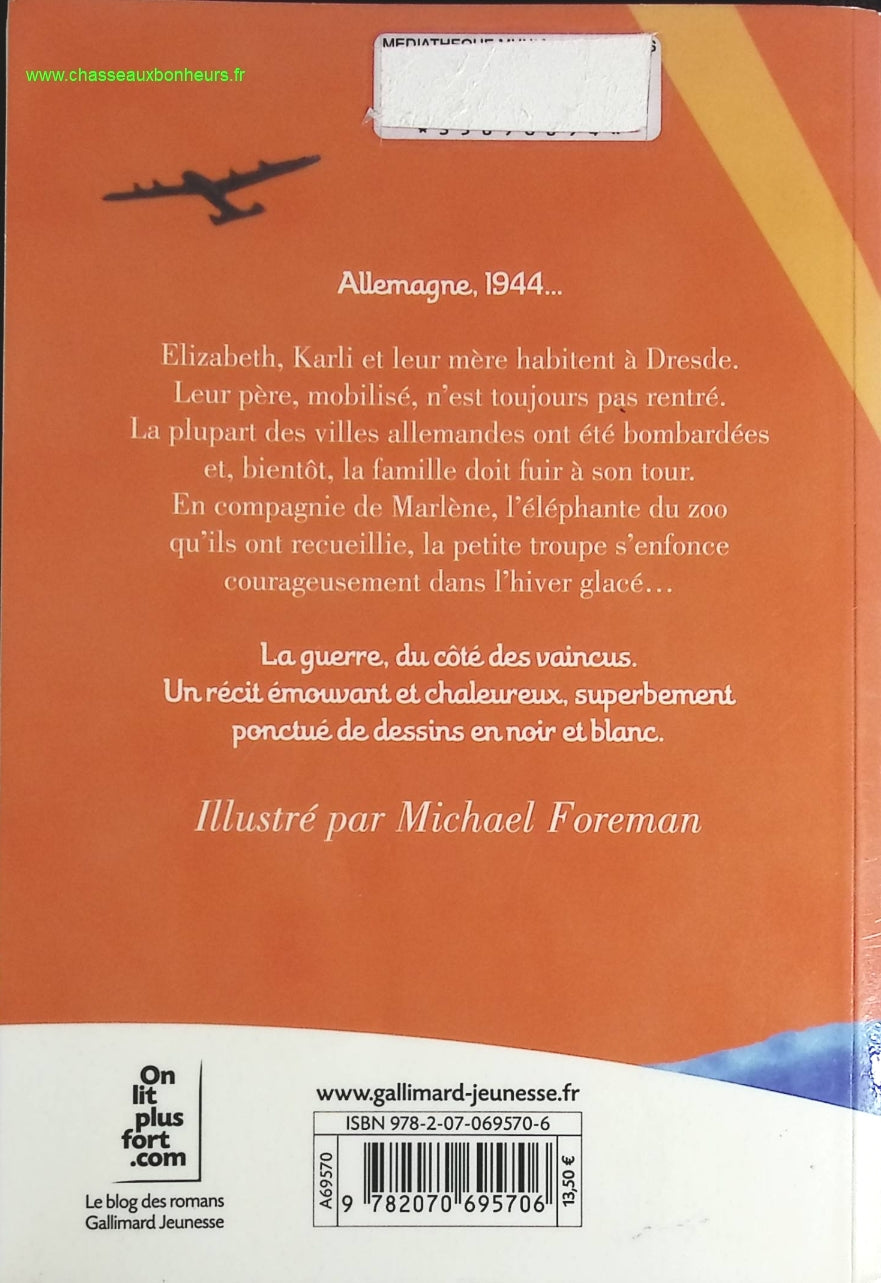 www.chasseauxbonheurs.fr
MEDIATHEQUE
Allemagne, 1944...
Elizabeth, Karli et leur mère habitent à Dresde.
Leur père, mobilisé, n'est toujours pas rentré.
La plupart des villes allemandes ont été bombardées
et, bientôt, la famille doit fuir à son tour.
En compagnie de Marlène, l'éléphante du zoo
qu'ils ont recueillie, la petite troupe s'enfonce
courageusement dans l'hiver glacé...
La guerre, du côté des vaincus.
Un récit émouvant et chaleureux, superbement
ponctué de dessins en noir et blanc.
Illustré par Michael Foreman
On
lit
plus
fort
.com
Le blog des romans
Gallimard Jeunesse
www.gallimard-jeunesse.fr
ISBN 978-2-07-069570-6
A69570
9 782070 695706
13,50 €